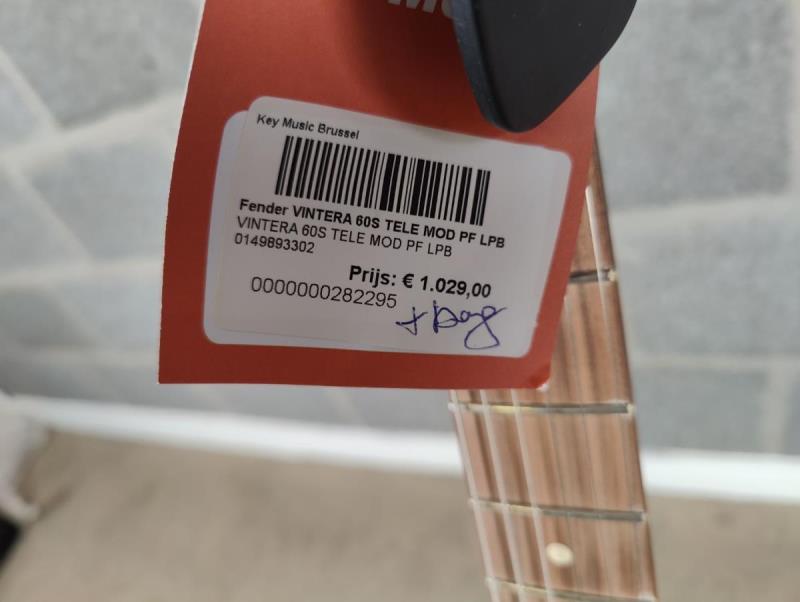 Key Music Brussel
Fender VINTERA 60S TELE MOD PF LPB
VINTERA 60S TELE MOD PF LPB
0149893302
Prijs: € 1.029,00
0000000282295
+ bag